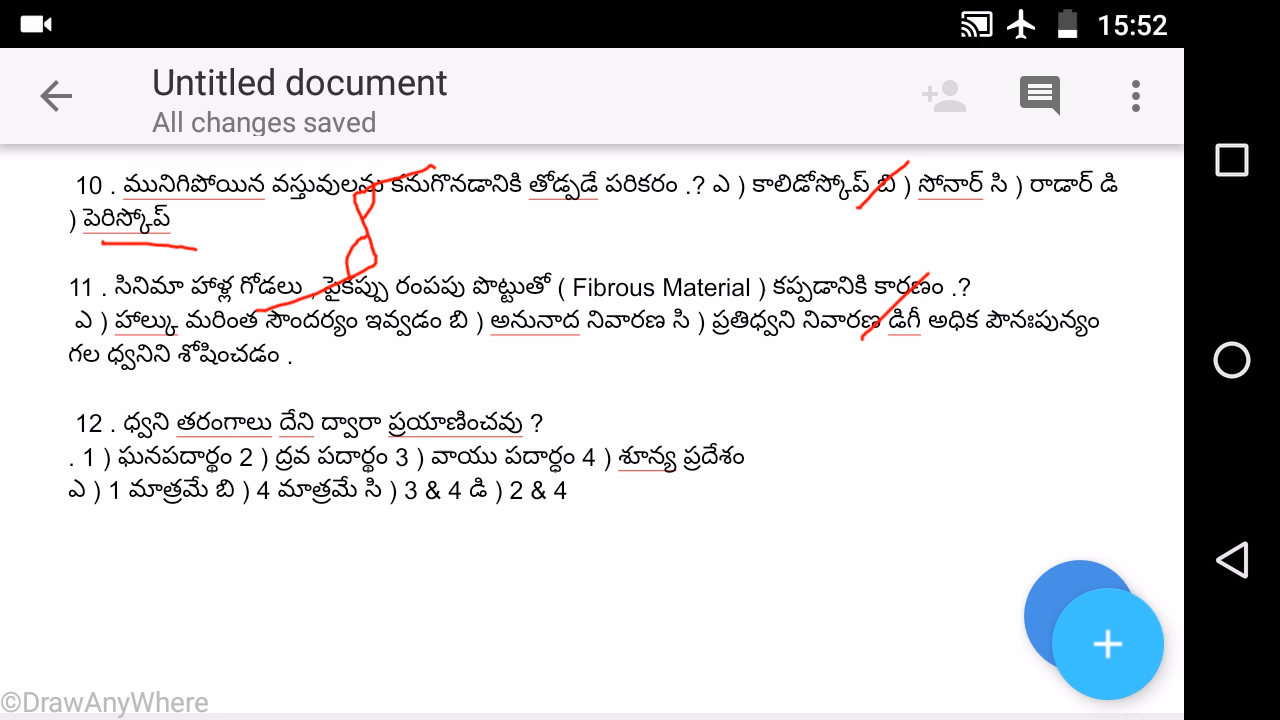 15:52
Untitled document
All changes saved
10 . మునిగిపోయిన వస్తువులను కనుగొనడానికి తోడ్పడే పరికరం .? ఎ ) కాలిడోస్కోప్ బి ) సోనార్ సి ) రాడార్ డి
) పెరిస్కోప్
11 . సినిమా హాళ్ల గోడలు , పైకప్పు రంపపు పొట్టుతో ( Fibrous Material ) కప్పడానికి కారణం .?
ఎ ) హాల్కు మరింత సౌందర్యం ఇవ్వడం బి ) అనునాద నివారణ సి ) ప్రతిధ్వని నివారణ డిగీ అధిక పౌనఃపున్యం
గల ధ్వనిని శోషించడం .
12 . ధ్వని తరంగాలు దేని ద్వారా ప్రయాణించవు ?
. 1 ) ఘనపదార్థం 2 ) ద్రవ పదార్థం 3 ) వాయు పదార్థం 4 ) శూన్య ప్రదేశం
ఎ ) 1 మాత్రమే బి ) 4 మాత్రమే సి ) 3 & 4 డి ) 2 & 4
©DrawAnyWhere